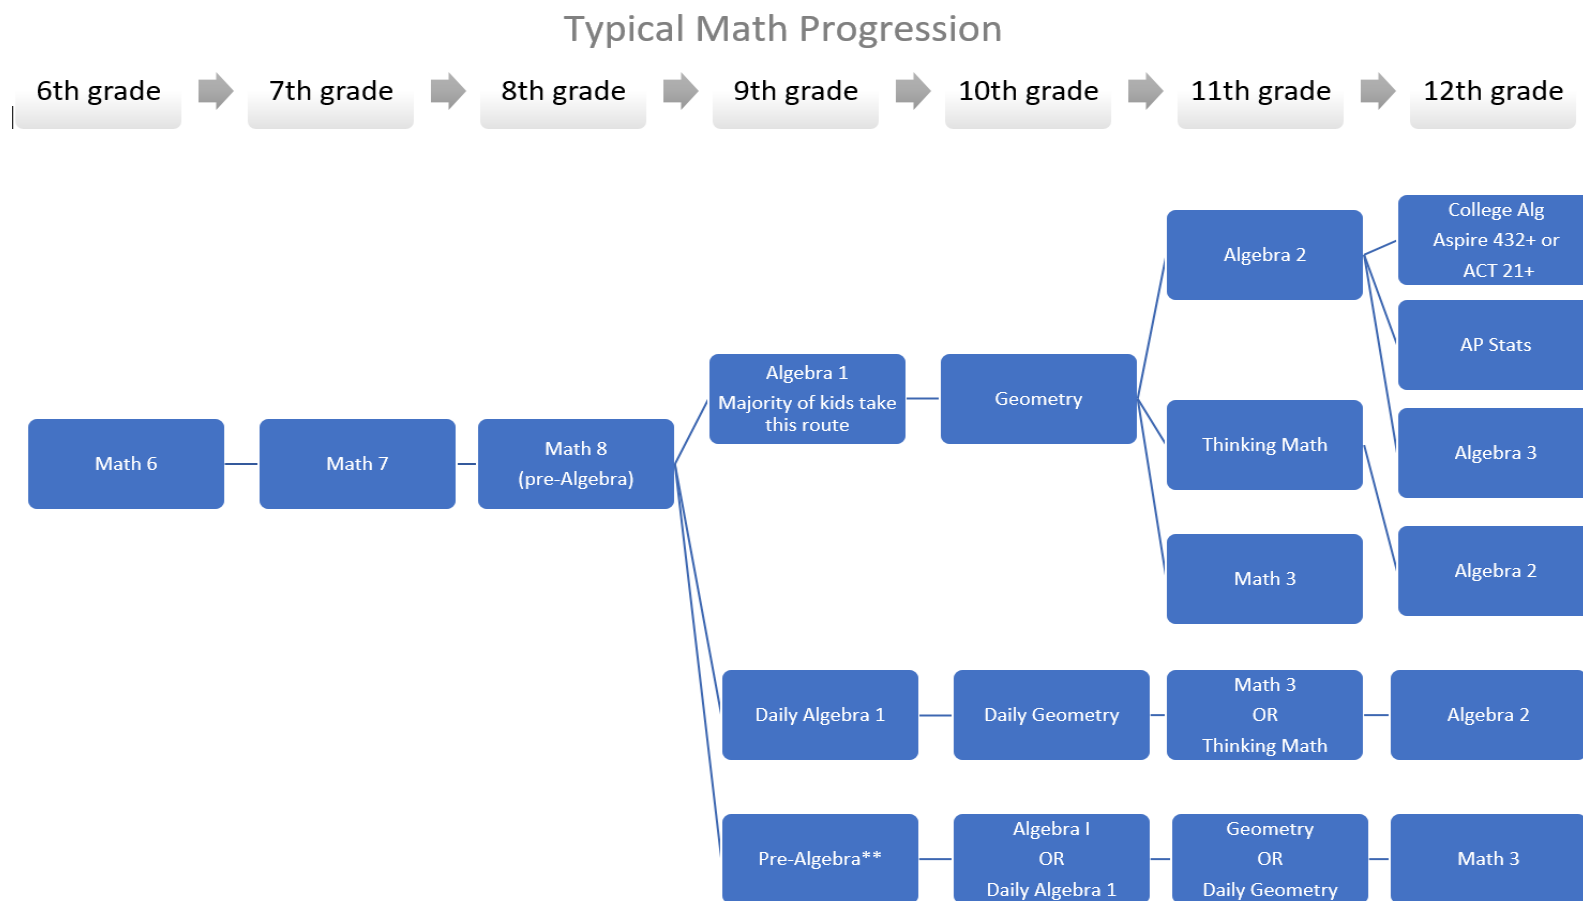 Typical Math Progression
6th grade
7th grade
8th grade
9th grade
10th grade
11th grade
12th grade
Math 6
Math 7
Math 8
(pre-Algebra)
Algebra 1
Majority of kids take
this route
Geometry
Algebra 2
Thinking Math
Math 3
College Alg
Aspire 432+ or
ACT 21+
AP Stats
Algebra 3
Algebra 2
Daily Algebra 1
Daily Geometry
Math 3
OR
Thinking Math
Algebra 2
Pre-Algebra**
Algebra I
OR
Daily Algebra 1
Geometry
OR
Daily Geometry
Math 3